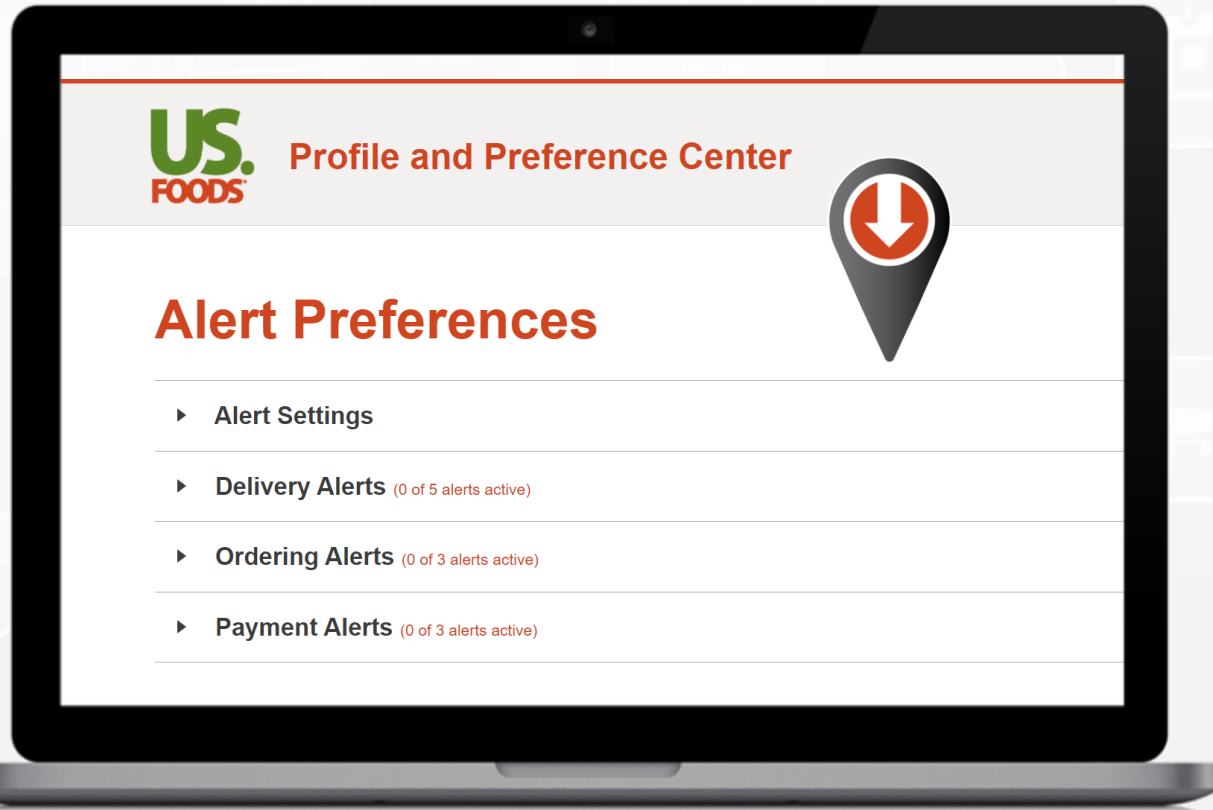 US.
FOODS
Profile and Preference Center
Alert Preferences
Alert Settings
Delivery Alerts (0 of 5 alerts active)
Ordering Alerts (0 of 3 alerts active)
Payment Alerts (0 of 3 alerts active)